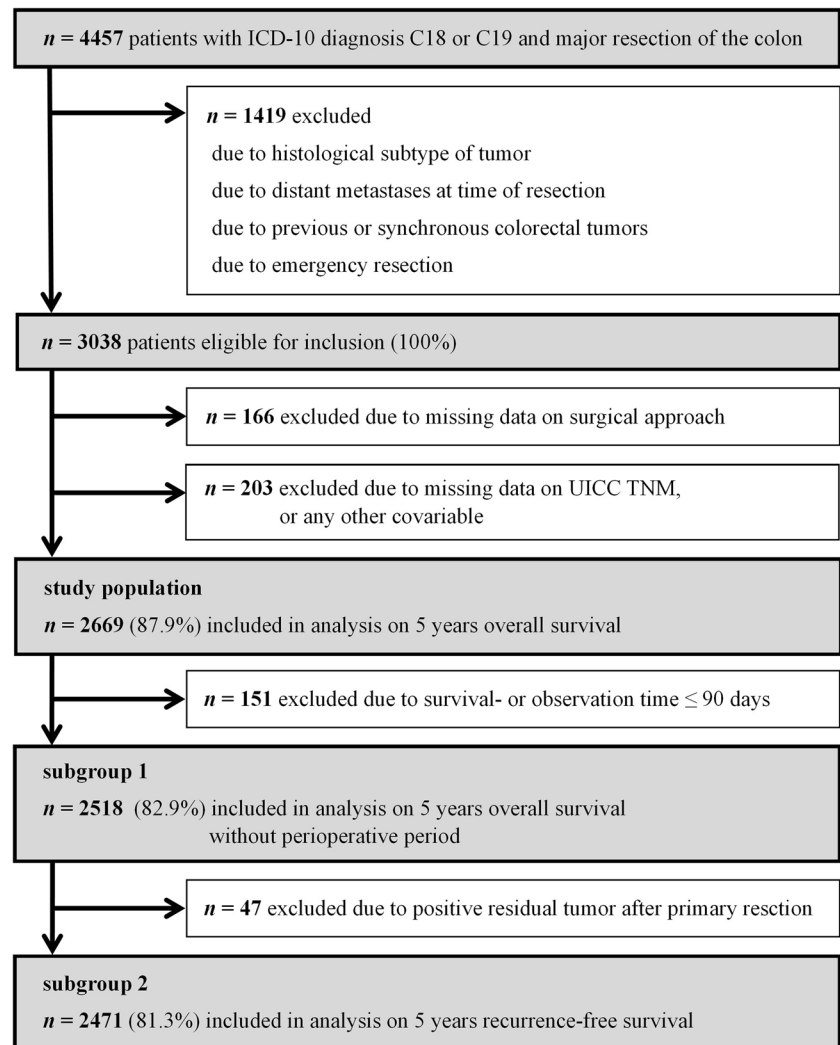 n = 4457 patients with ICD-10 diagnosis C18 or C19 and major resection of the colon
n = 1419 excluded
due to histological subtype of tumor
due to distant metastases at time of resection
due to previous or synchronous colorectal tumors
due to emergency resection
n = 3038 patients eligible for inclusion (100%)
n = 166 excluded due to missing data on surgical approach
n = 203 excluded due to missing data on UICC TNM,
or any other covariable
study population
n = 2669 (87.9%) included in analysis on 5 years overall survival
n = 151 excluded due to survival- or observation time ≤ 90 days
subgroup 1
n = 2518 (82.9%) included in analysis on 5 years overall survival
without perioperative period
n = 47 excluded due to positive residual tumor after primary resction
subgroup 2
n = 2471 (81.3%) included in analysis on 5 years recurrence-free survival